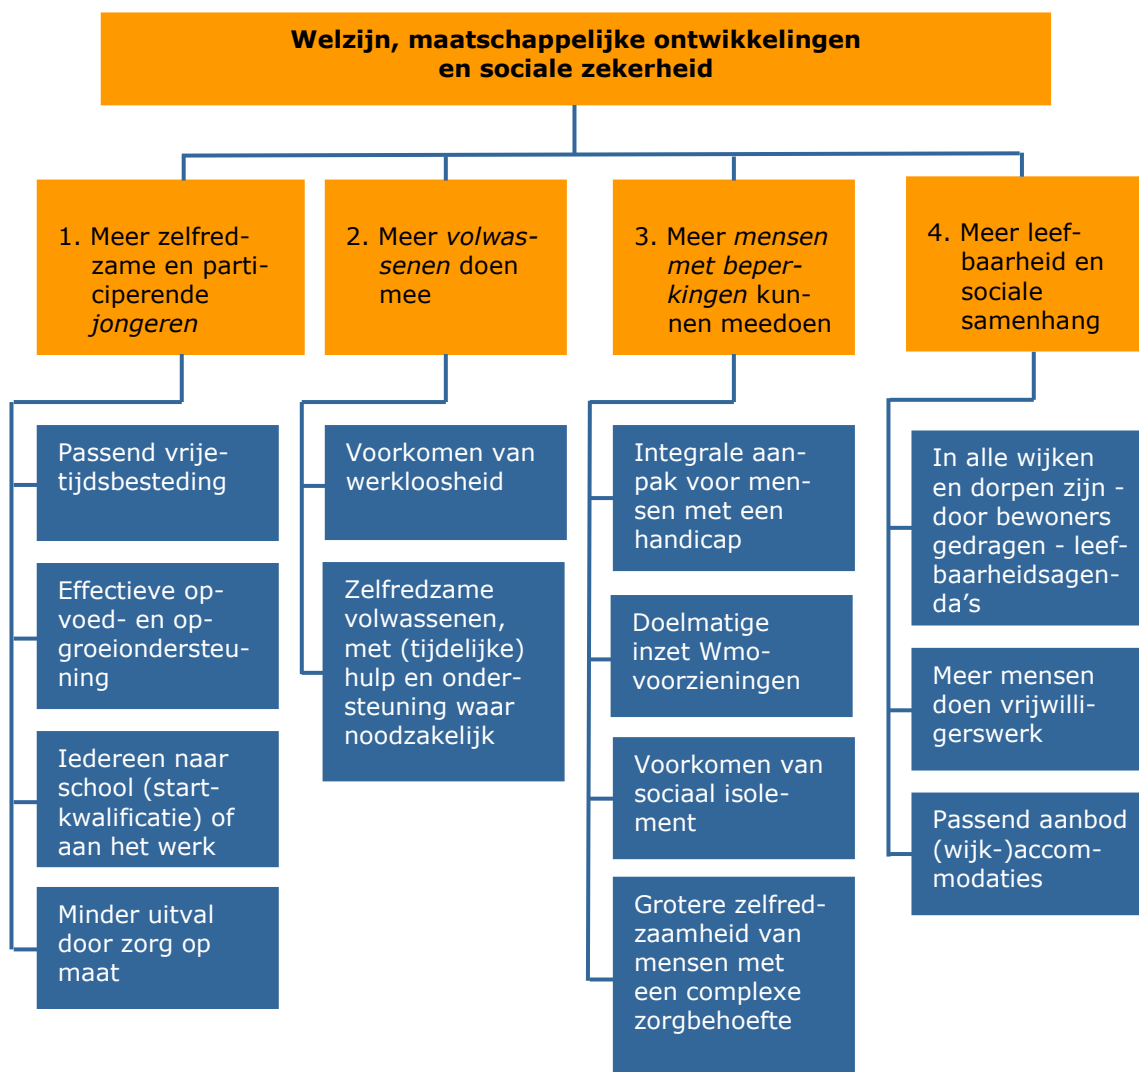 Welzijn, maatschappelijke ontwikkelingen
en sociale zekerheid
1. Meer zelfred-
zame en parti-
ciperende
jongeren
2. Meer volwas-
senen doen
mee
3. Meer mensen
met beper-
kingen kun-
nen meedoen
4. Meer leef-
baarheid en
sociale
samenhang
Passend vrije-
tijdsbesteding
Effectieve op-
voed- en op-
groeiondersteu-
ning
Iedereen naar
school (start-
kwalificatie) of
aan het werk
Minder uitval
door zorg op
maat
Voorkomen van
werkloosheid
Zelfredzame
volwassenen,
met (tijdelijke)
hulp en onder-
steuning waar
noodzakelijk
Integrale aan-
pak voor men-
sen met een
handicap
Doelmatige
inzet Wmo-
voorzieningen
Voorkomen van
sociaal isole-
ment
Grotere zelfred-
zaamheid van
mensen met
een complexe
zorgbehoefte
In alle wijken
en dorpen zijn -
door bewoners
gedragen - leef-
baarheidsagen-
da's
Meer mensen
doen vrijwilli-
gerswerk
Passend aanbod
(wijk-)accom-
modaties